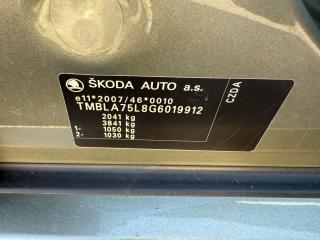 ŠKODA AUTO a.s.
e11*2007/46*0010
TMBLA75L8G6019912
2041 kg
3841 kg
1- 1050 kg
2- 1030 kg
CZDA